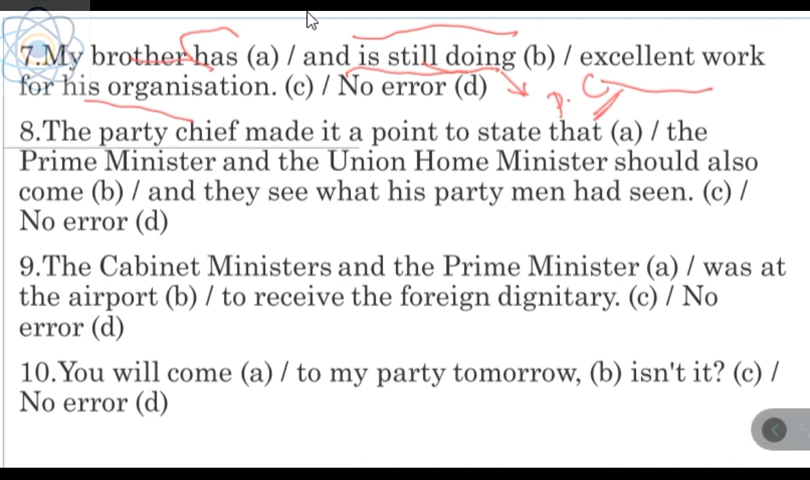 7.My brother has (a) / and is still doing (b) / excellent work
for his organisation. (c) / No error (d)
P. C
8.The party chief made it a point to state that (a) / the
Prime Minister and the Union Home Minister should also
come (b) / and they see what his party men had seen. (c) /
No error (d)
9.The Cabinet Ministers and the Prime Minister (a) / was at
the airport (b) / to receive the foreign dignitary. (c) / No
error (d)
10.You will come (a) / to my party tomorrow, (b) isn't it? (c) /
No error (d)